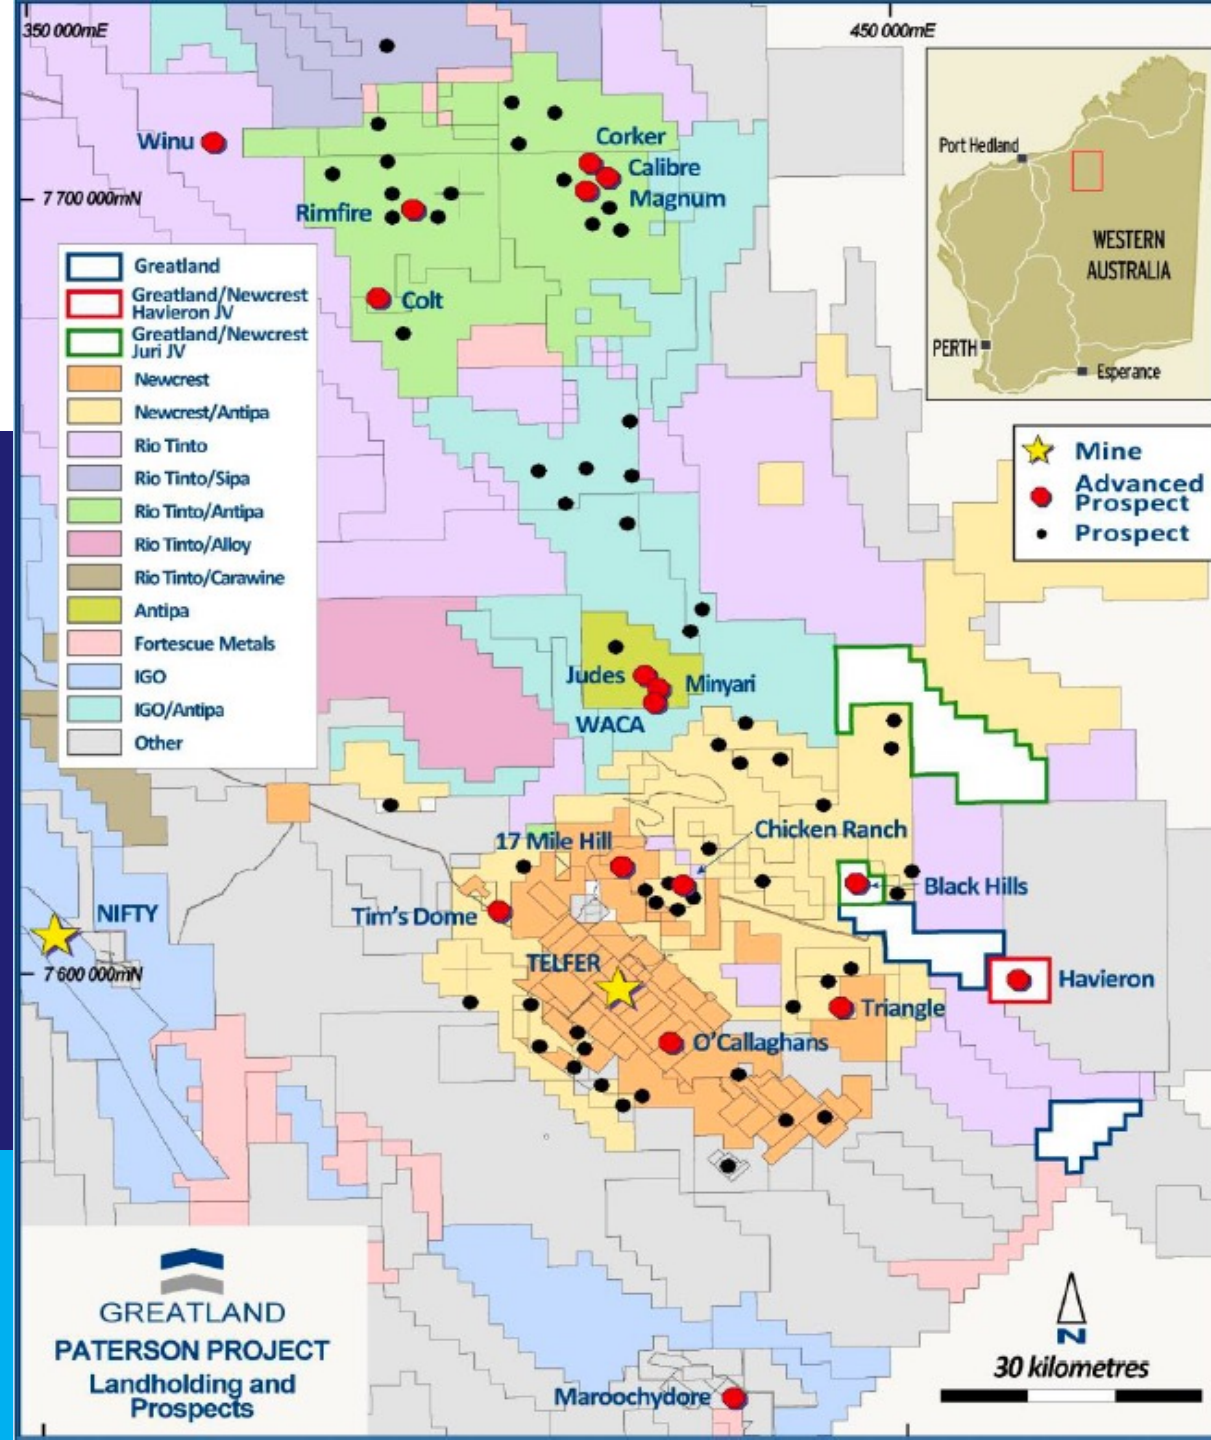 350 000mE
450 000mE
Port Hedland
WESTERN
AUSTRALIA
PERTH
Esperance
Winu
Corker
Calibre
Magnum
7 700 000mN
Rimfire
Colt
Greatland
Greatland/Newcrest
Havieron JV
Greatland/Newcrest
Juri JV
Newcrest
Newcrest/Antipa
Rio Tinto
Rio Tinto/Sipa
Rio Tinto/Antipa
Rio Tinto/Alloy
Rio Tinto/Carawine
Antipa
Fortescue Metals
IGO
IGO/Antipa
Other
Mine
Advanced
Prospect
Prospect
Judes
Minyari
WACA
17 Mile Hill
Chicken Ranch
Black Hills
NIFTY
Tim's Dome
TELFER
7 600 000mN
Havieron
Triangle
O'Callaghans
GREATLAND
PATERSON PROJECT
Landholding and
Prospects
Maroochydore
N
30 kilometres